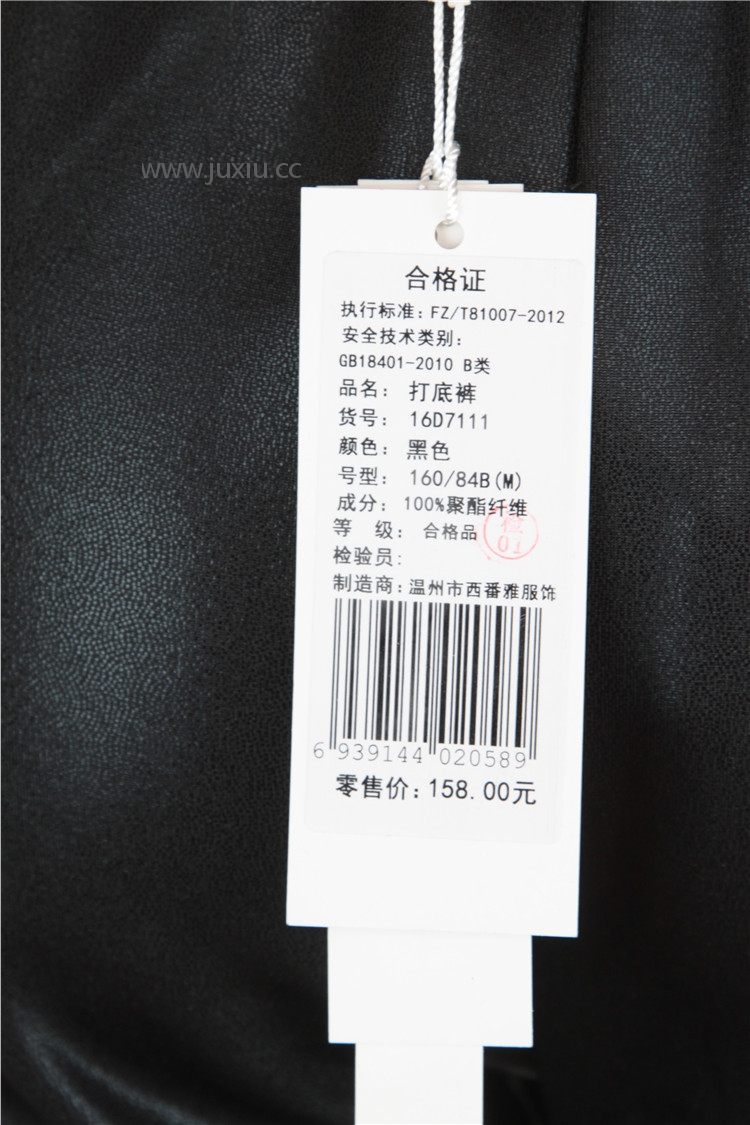 www.juxiu.cc
合格证
执行标准：FZ/T81007-2012
安全技术类别：
GB18401-2010 B类
品名： 打底裤
货号： 16D7111
颜色： 黑色
号型： 160/84B(M)
成分： 100%聚酯纤维
等 级： 合格品
检
01
检验员：
制造商：温州市西番雅服饰
6 939144 020589
零售价：158.00元